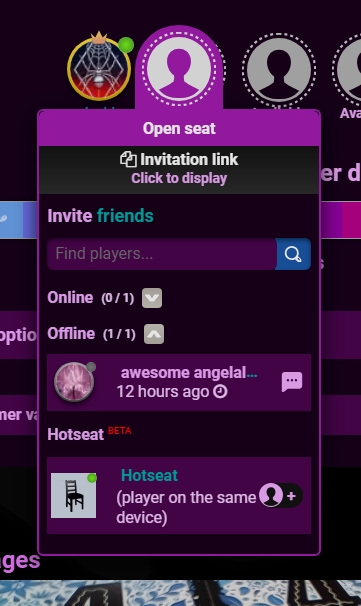 Ava
Open seat
Invitation link
Click to display
er d
Invite friends
Find players...
s
Online (0 / 1)
Offline (1 / 1)
optio
awesome angelal...
12 hours ago
ner va
Hotseat BETA
Hotseat
(player on the same
device)
+
ages